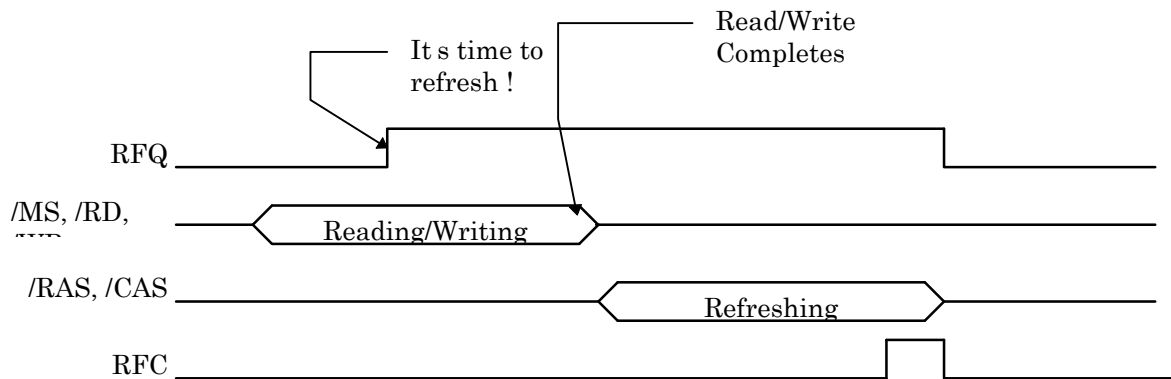 It s time to
refresh !
Read/Write
Completes
RFQ
/MS, /RD,
Reading/Writing
/RAS, /CAS
Refreshing
RFC